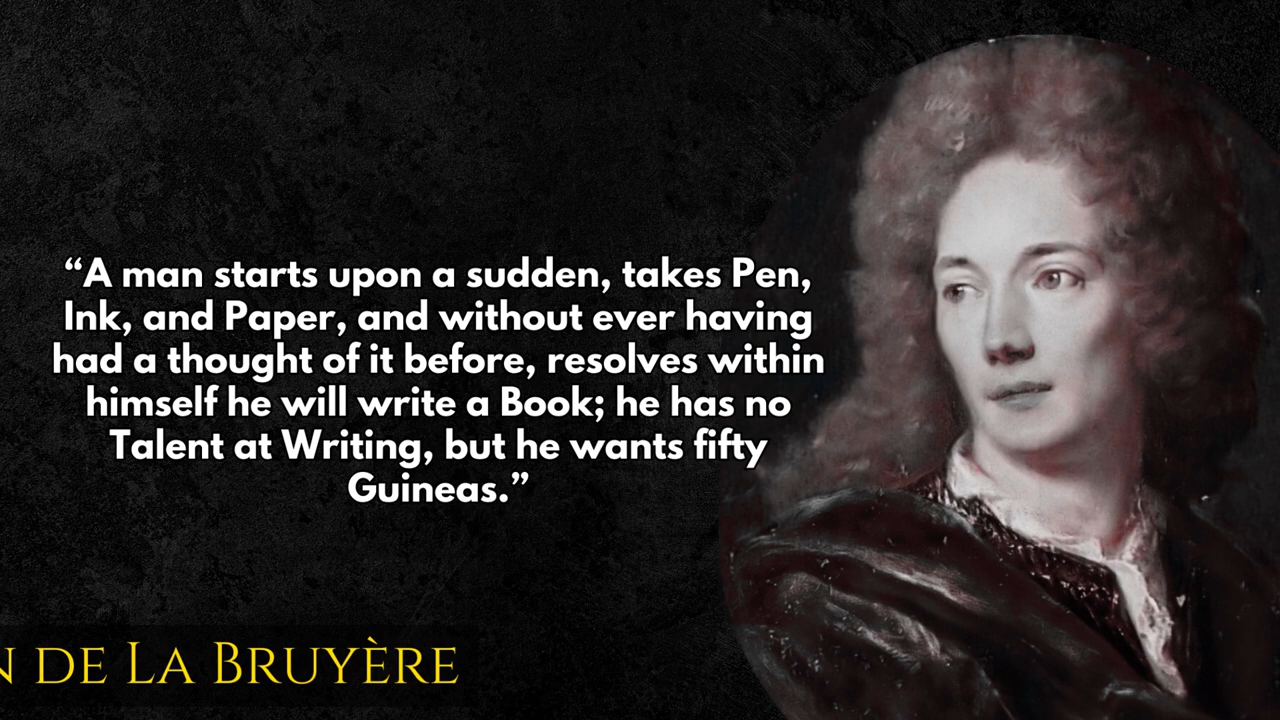 “A man starts upon a sudden, takes Pen,
Ink, and Paper, and without ever having
had a thought of it before, resolves within
himself he will write a Book; he has no
Talent at Writing, but he wants fifty
Guineas.”
N DE LA BRUYÈRE